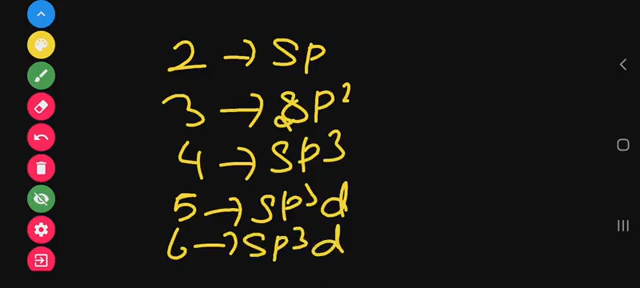 2 → Sp
3 → Sp²
4 → Sp3
5 → Sp³d
6 → Sp³d